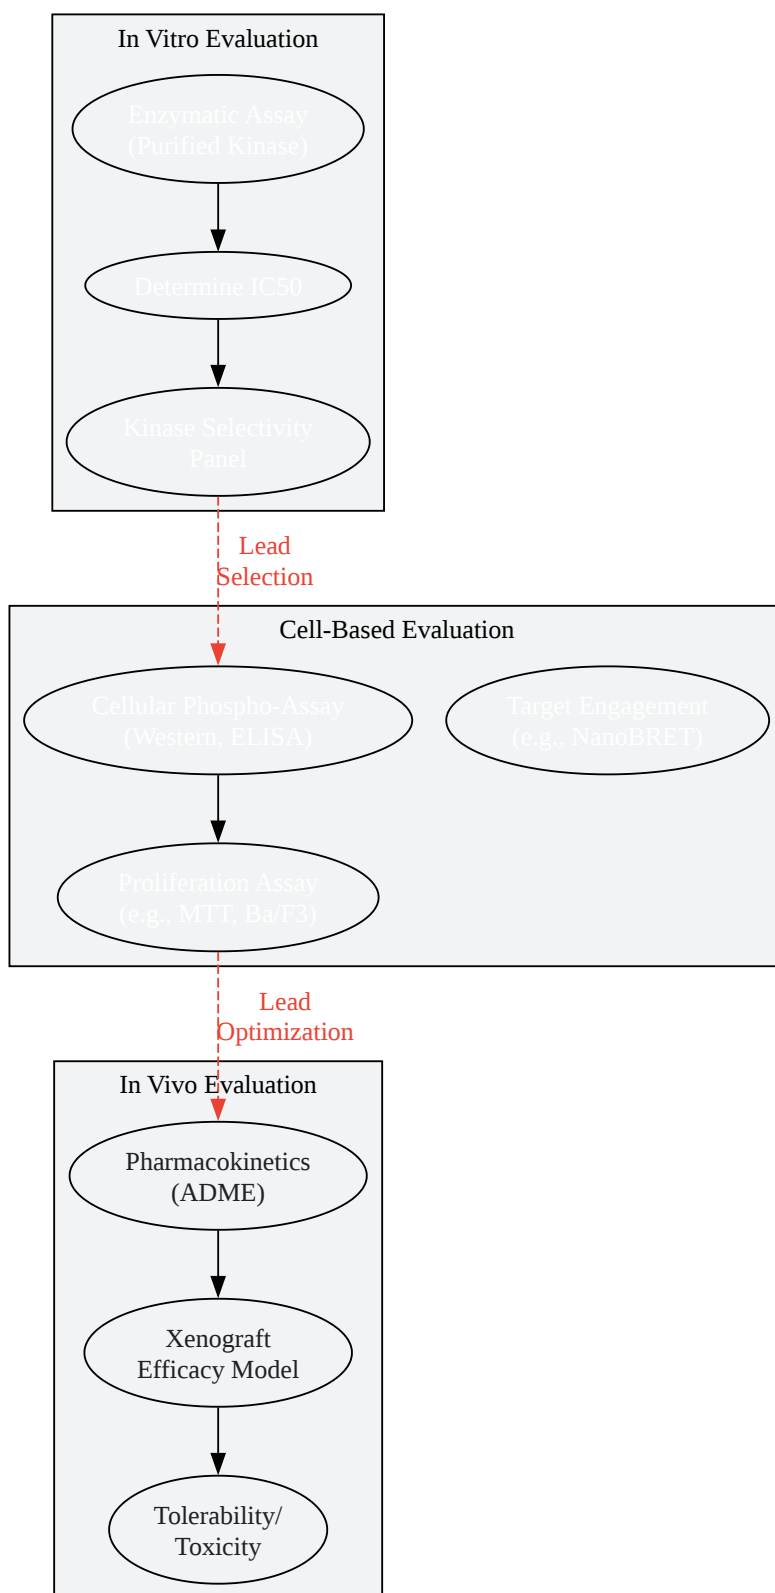 In Vitro Evaluation
Enzymatic Assay
(Purified Kinase)
Determine IC50
Kinase Selectivity
Panel
Lead
Selection
Cell-Based Evaluation
Cellular Phospho-Assay
(Western, ELISA)
Target Engagement
(e.g., NanoBRET)
Proliferation Assay
(e.g., MTT, Ba/F3)
Lead
Optimization
In Vivo Evaluation
Pharmacokinetics
(ADME)
Xenograft
Efficacy Model
Tolerability/
Toxicity